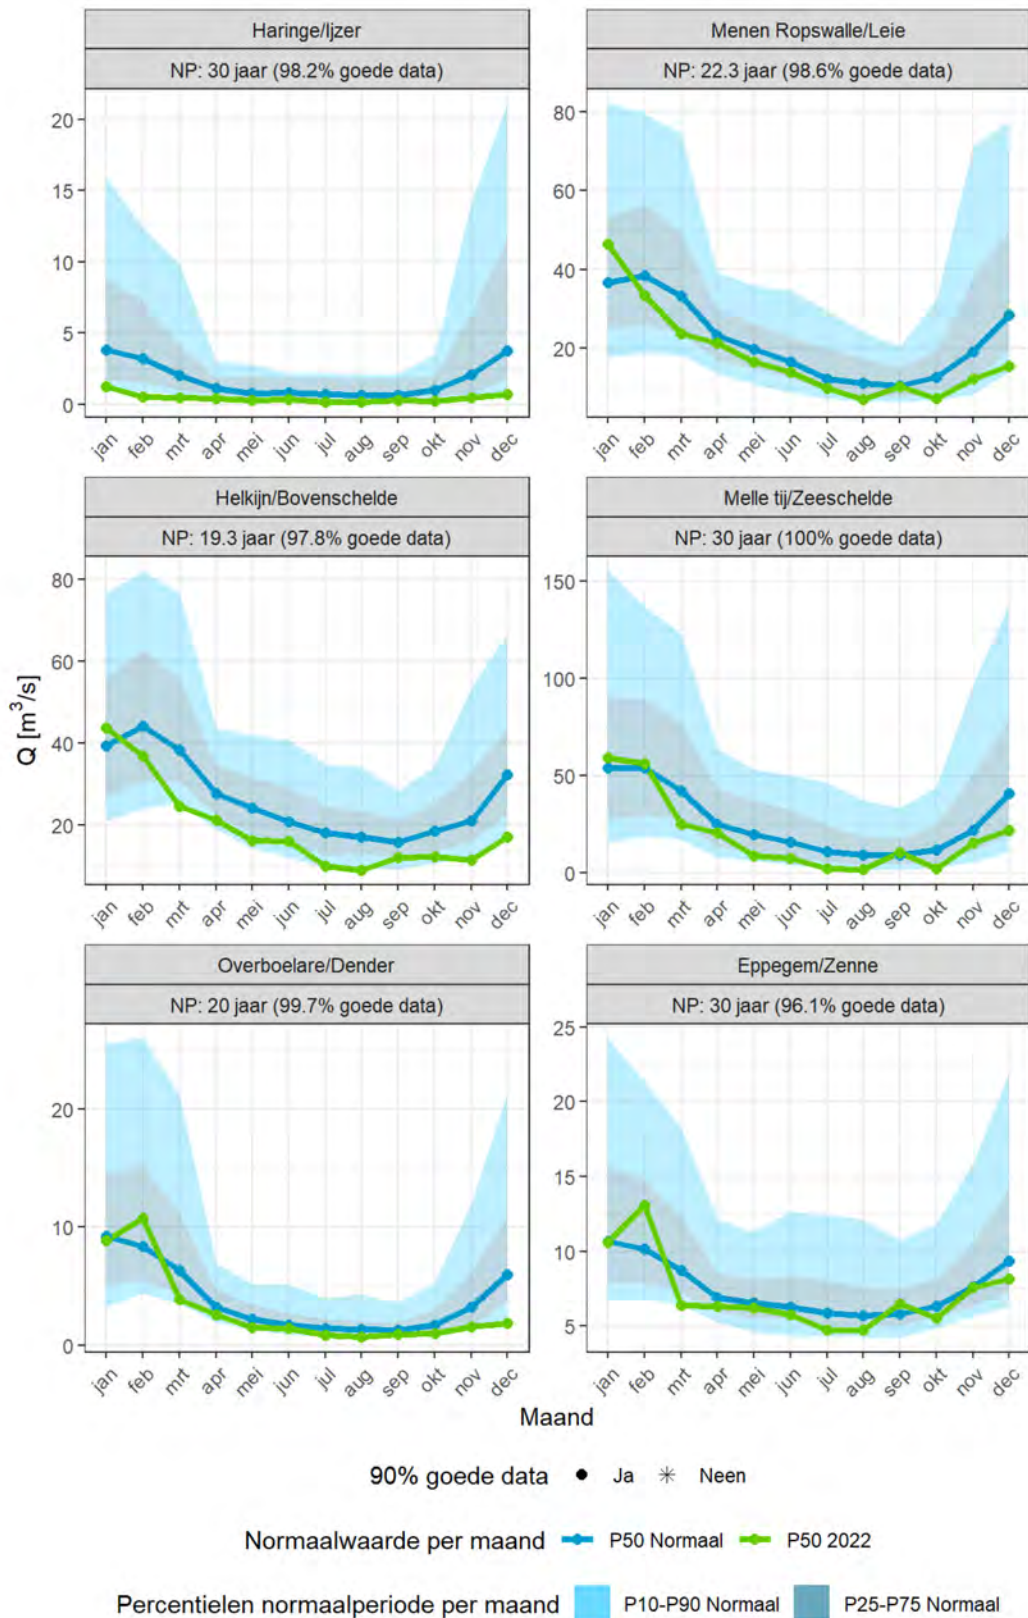 Haringe/Ijzer
NP: 30 jaar (98.2% goede data)
20
15
10
5
0
jan feb mrt apr mei jun jul aug sep okt nov dec
Menen Ropswalle/Leie
NP: 22.3 jaar (98.6% goede data)
80
60
40
20
jan feb mrt apr mei jun jul aug sep okt nov dec
Helkijn/Bovenschelde
NP: 19.3 jaar (97.8% goede data)
80
60
40
20
jan feb mrt apr mei jun jul aug sep okt nov dec
Melle tij/Zeeschelde
NP: 30 jaar (100% goede data)
150
100
50
0
jan feb mrt apr mei jun jul aug sep okt nov dec
Q [m³/s]
Overboelare/Dender
NP: 20 jaar (99.7% goede data)
20
10
0
jan feb mrt apr mei jun jul aug sep okt nov dec
Eppegem/Zenne
NP: 30 jaar (96.1% goede data)
25
20
15
10
5
jan feb mrt apr mei jun jul aug sep okt nov dec
Maand
90% goede data Ja Neen
Normaalwaarde per maand P50 Normaal P50 2022
Percentielen normaalperiode per maand P10-P90 Normaal P25-P75 Normaal